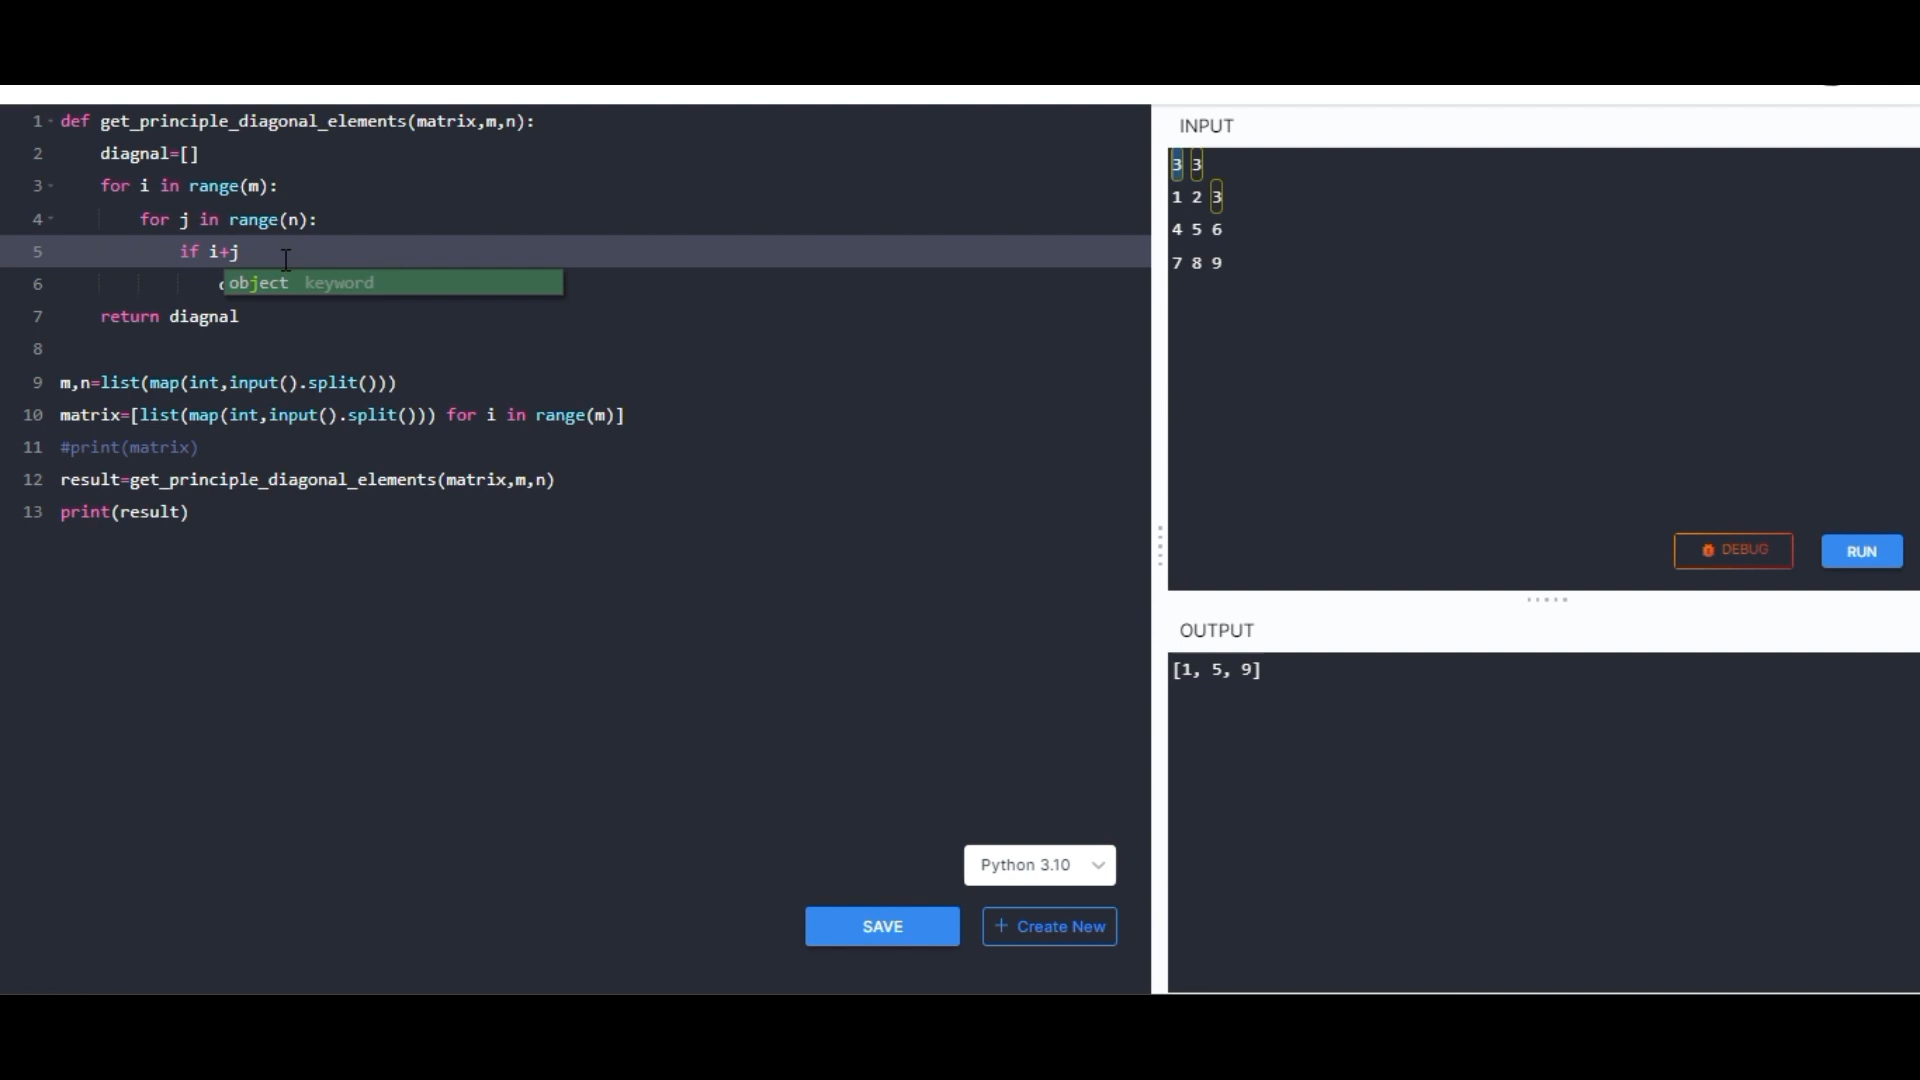 1 def get_principle_diagonal_elements(matrix,m,n):
2 diagnal=[]
3 for i in range(m):
4 for j in range(n):
5 if i+j
object keyword
6
7 return diagnal
8
9 m,n=list(map(int,input().split()))
10 matrix=[list(map(int,input().split())) for i in range(m)]
11 #print(matrix)
12 result=get_principle_diagonal_elements(matrix,m,n)
13 print(result)
Python 3.10
SAVE
+ Create New
INPUT
3 3
1 2 3
4 5 6
7 8 9
DEBUG
RUN
OUTPUT
[1, 5, 9]